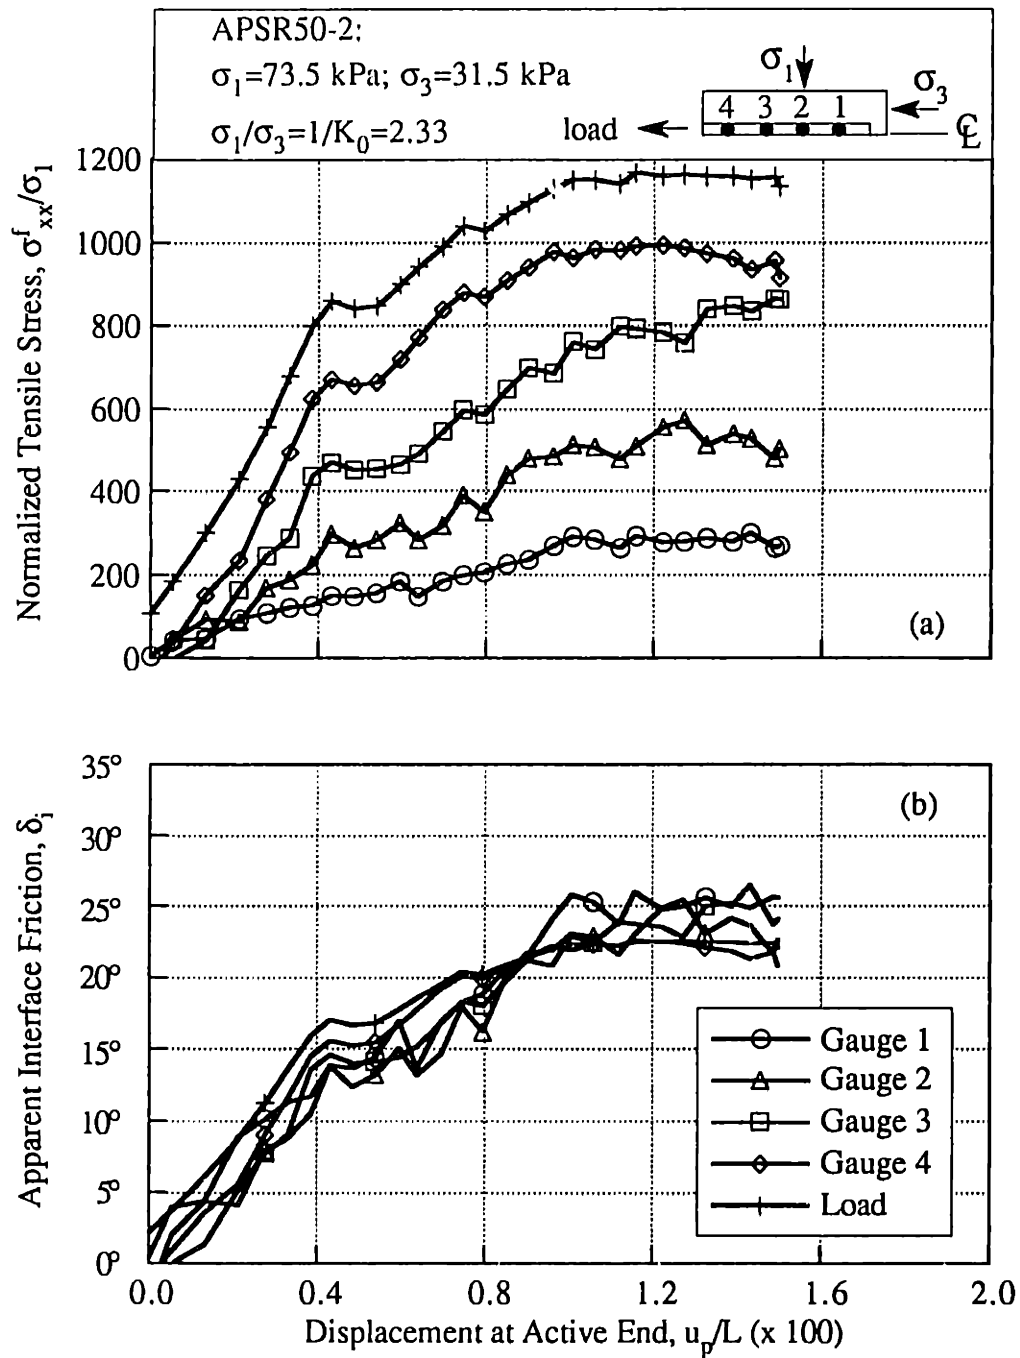 APSR50-2:
σ₁=73.5 kPa; σ₃=31.5 kPa
σ₁/σ₃=1/K₀=2.33
σ₁
σ₃
4 3 2 1
load
℄
Normalized Tensile Stress, σᶠₓₓ/σ₁
1200
1000
800
600
400
200
0
(a)
Apparent Interface Friction, δᵢ
35°
30°
25°
20°
15°
10°
5°
0°
(b)
Gauge 1
Gauge 2
Gauge 3
Gauge 4
Load
0.0 0.4 0.8 1.2 1.6 2.0
Displacement at Active End, uₚ/L (x 100)